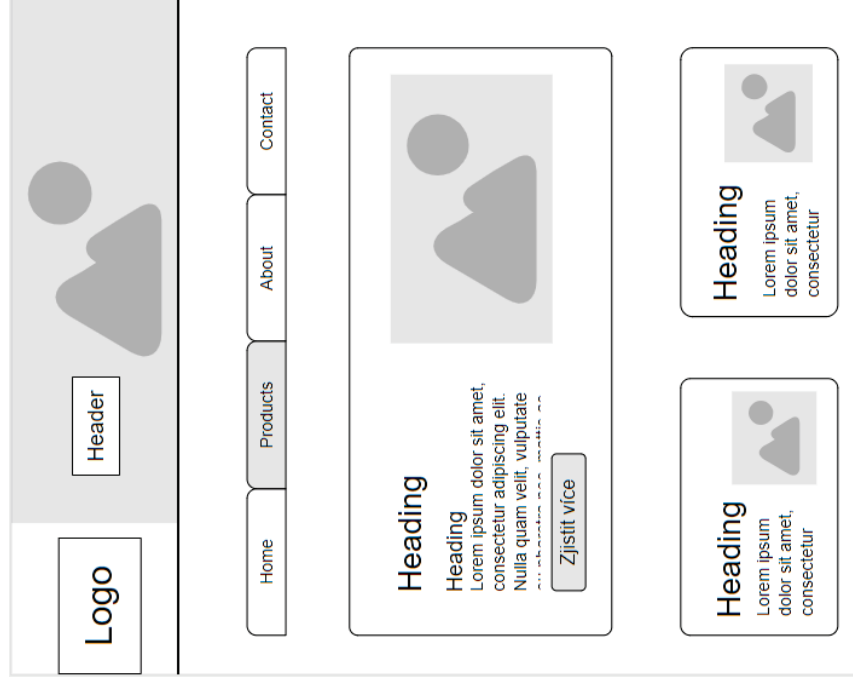 Logo
Header
Home
Products
About
Contact
Heading
Heading
Lorem ipsum dolor sit amet,
consectetur adipiscing elit.
Nulla quam velit, vulputate
Zjistit více
Heading
Lorem ipsum
dolor sit amet,
consectetur
Heading
Lorem ipsum
dolor sit amet,
consectetur